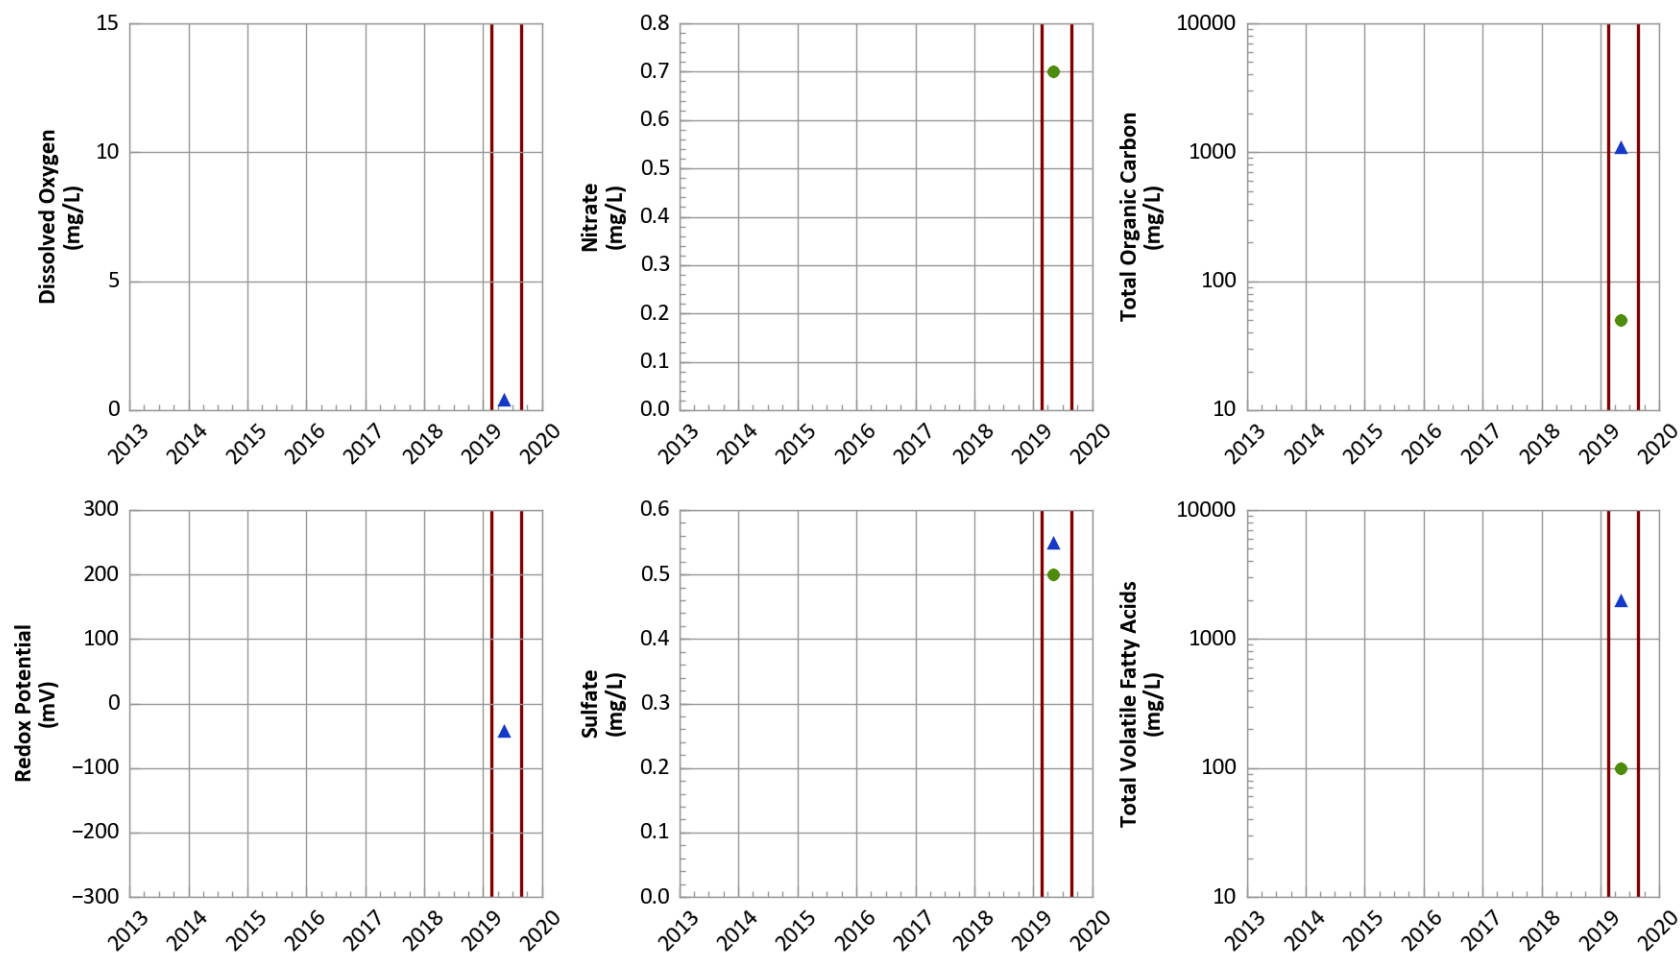 Dissolved Oxygen
(mg/L)
15
10
5
0
2013 2014 2015 2016 2017 2018 2019 2020
Nitrate
(mg/L)
0.8
0.7
0.6
0.5
0.4
0.3
0.2
0.1
0.0
2013 2014 2015 2016 2017 2018 2019 2020
Total Organic Carbon
(mg/L)
10000
1000
100
10
2013 2014 2015 2016 2017 2018 2019 2020
Redox Potential
(mV)
300
200
100
0
−100
−200
−300
2013 2014 2015 2016 2017 2018 2019 2020
Sulfate
(mg/L)
0.6
0.5
0.4
0.3
0.2
0.1
0.0
2013 2014 2015 2016 2017 2018 2019 2020
Total Volatile Fatty Acids
(mg/L)
10000
1000
100
10
2013 2014 2015 2016 2017 2018 2019 2020